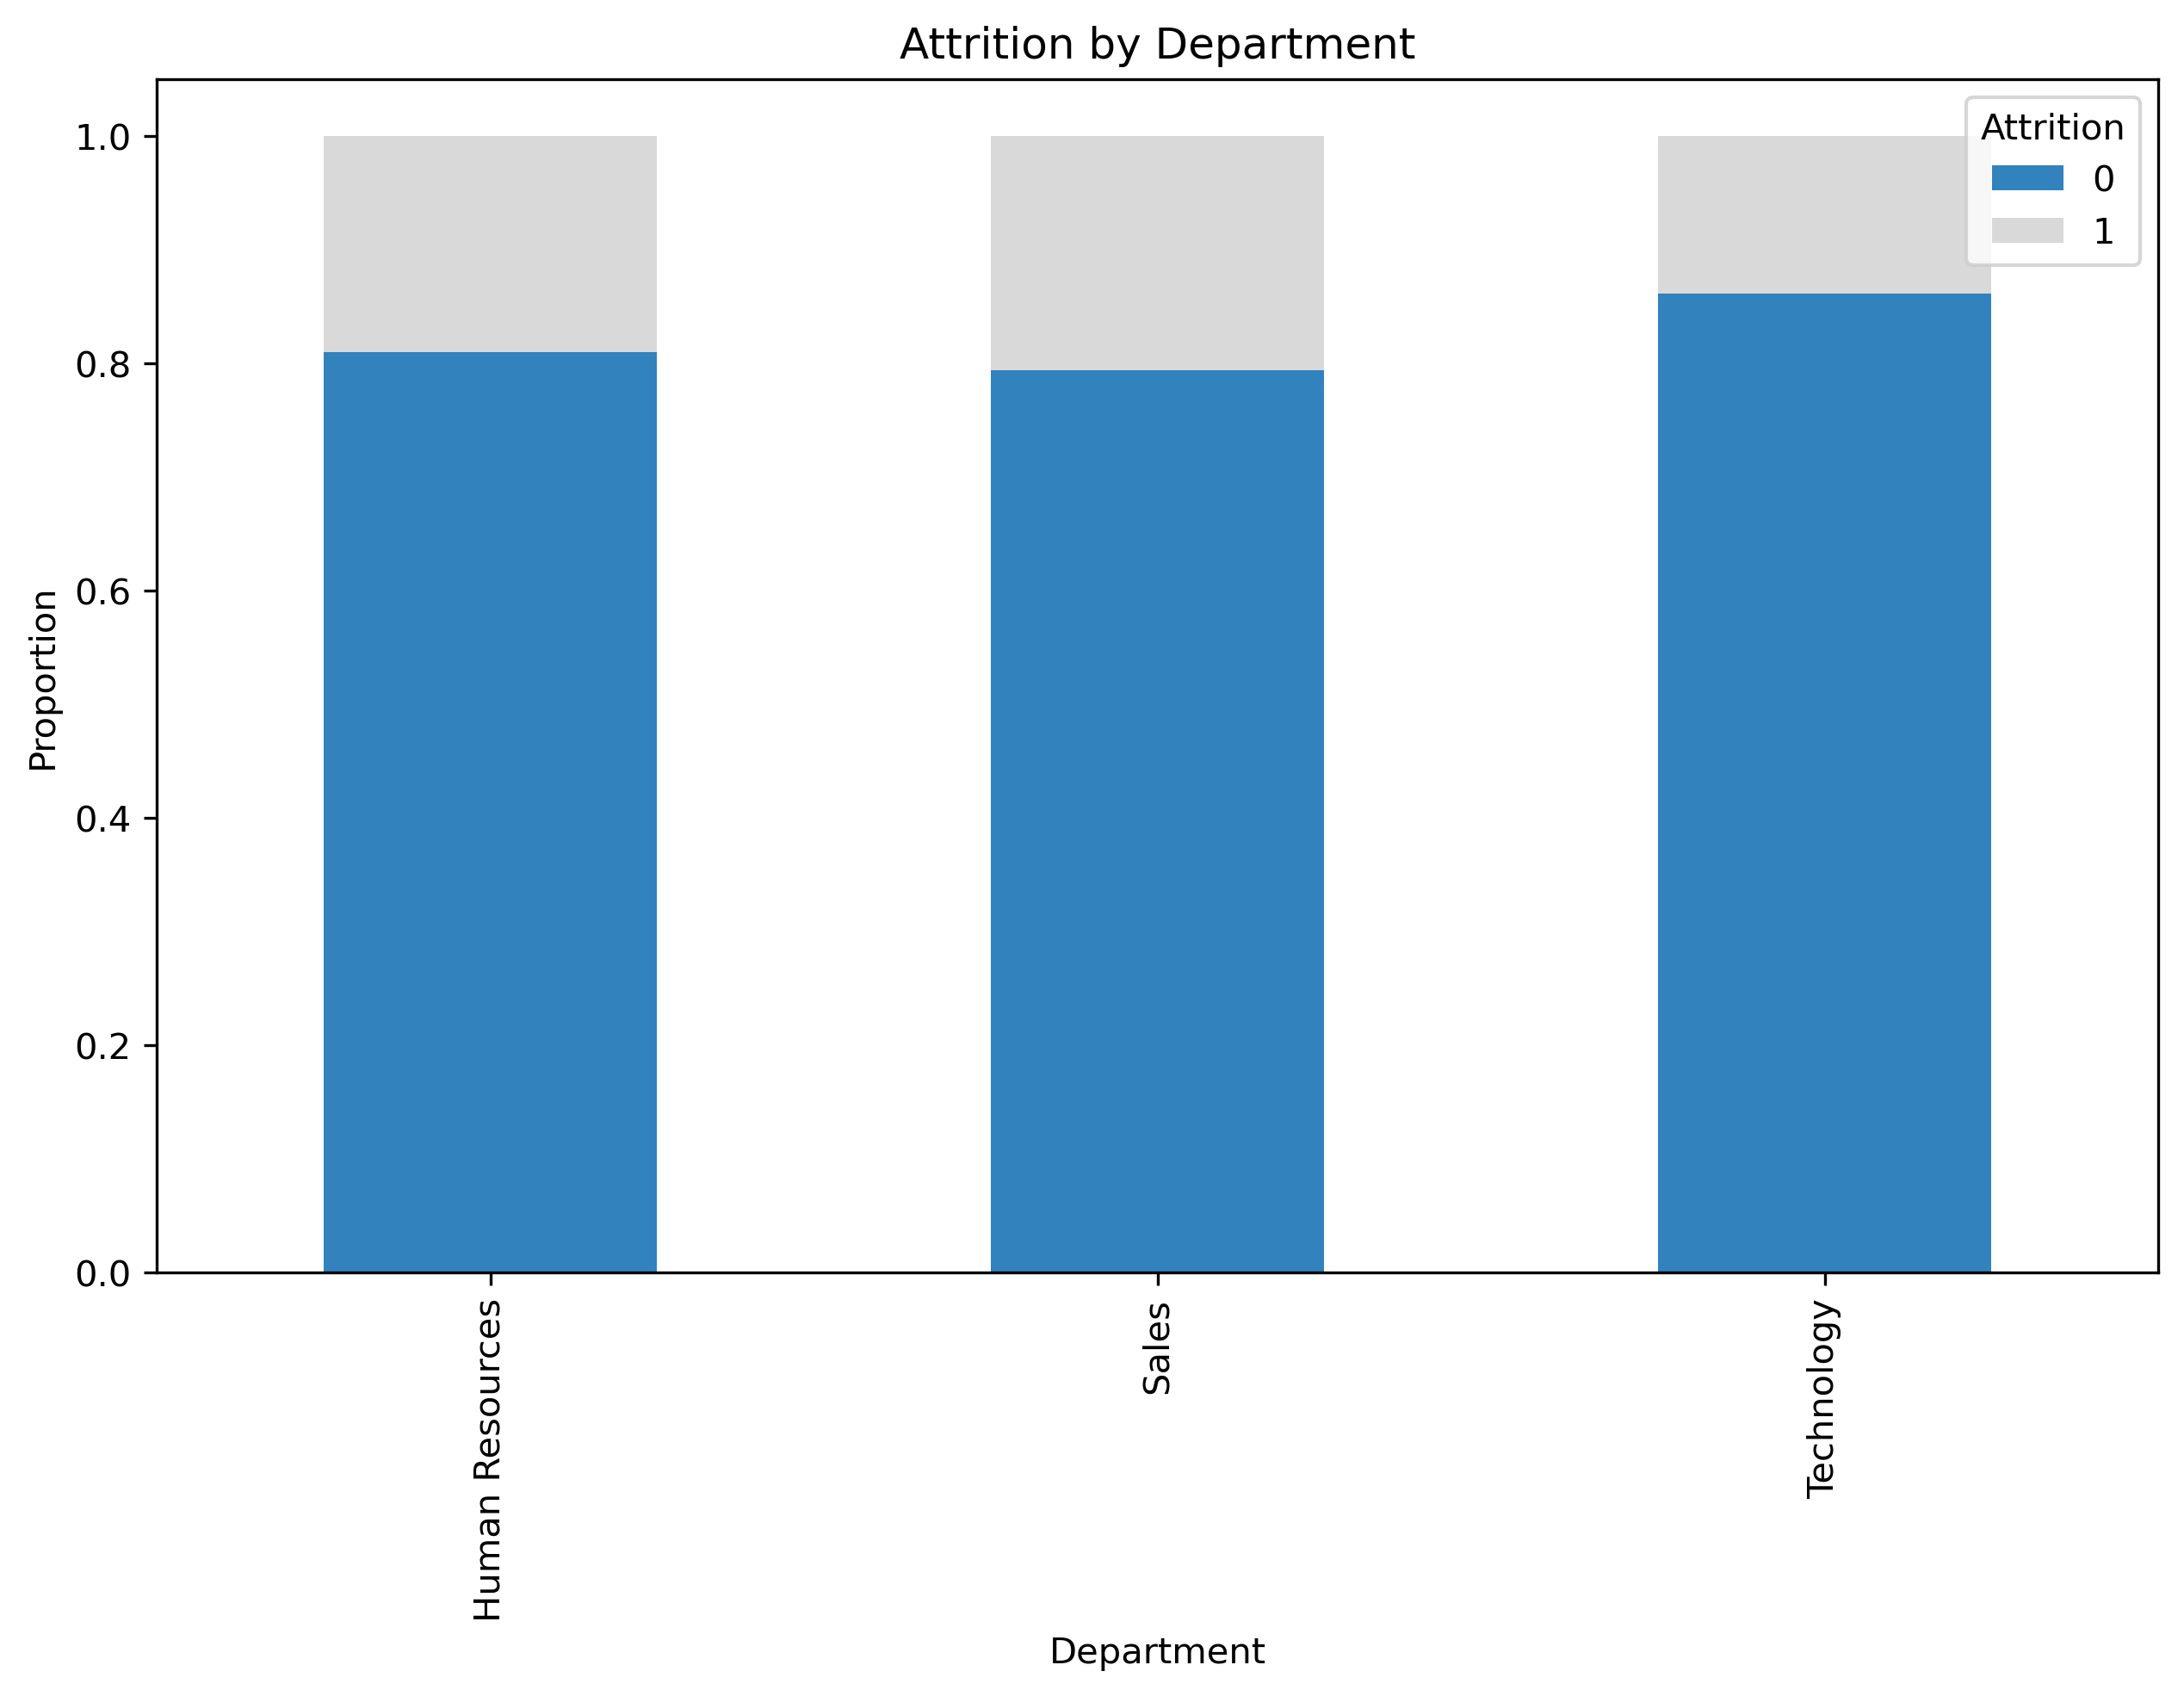 Attrition by Department
Attrition
0
1
1.0
0.8
0.6
0.4
0.2
0.0
Proportion
Human Resources
Sales
Technology
Department